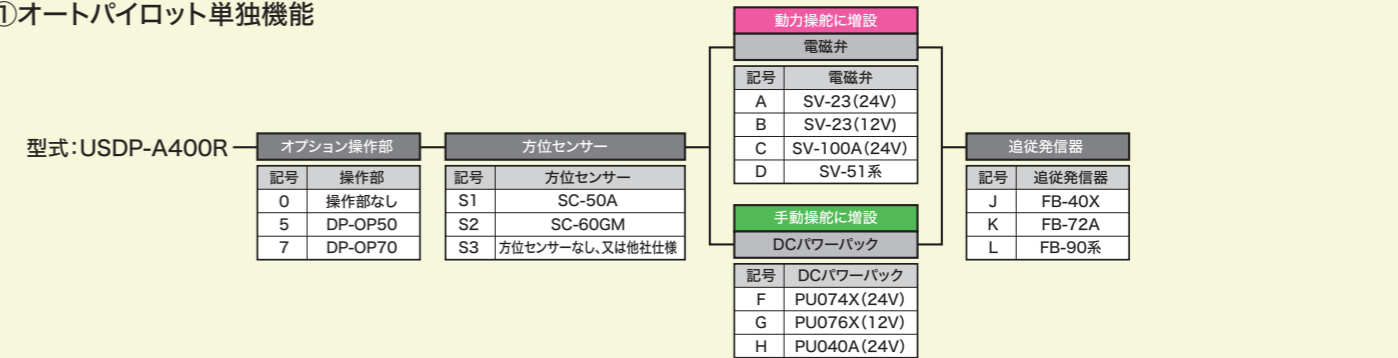 ①オートパイロット単独機能
型式：USDP-A400R
オプション操作部
記号 操作部
0 操作部なし
5 DP-OP50
7 DP-OP70
方位センサー
記号 方位センサー
S1 SC-50A
S2 SC-60GM
S3 方位センサーなし、又は他社仕様
動力操舵に増設
電磁弁
記号 電磁弁
A SV-23（24V）
B SV-23（12V）
C SV-100A（24V）
D SV-51系
手動操舵に増設
DCパワーパック
記号 DCパワーパック
F PU074X（24V）
G PU076X（12V）
H PU040A（24V）
追従発信器
記号 追従発信器
J FB-40X
K FB-72A
L FB-90系